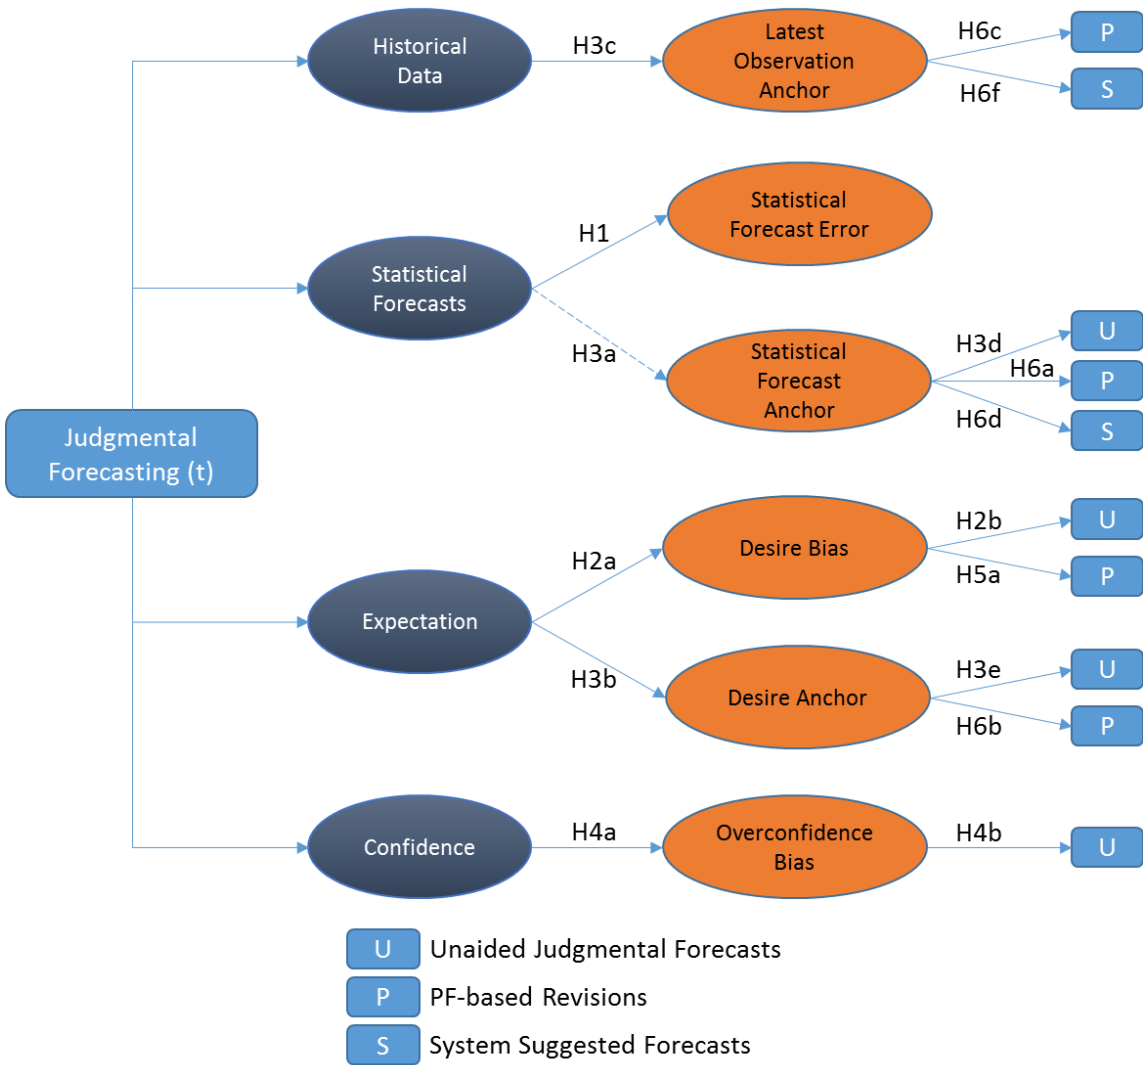 Historical
Data
H3c
Latest
Observation
Anchor
H6c
P
H6f
S
Statistical
Forecasts
H1
Statistical
Forecast Error
H3a
Statistical
Forecast
Anchor
H3d
U
H6a
P
H6d
S
Judgmental
Forecasting (t)
Expectation
H2a
Desire Bias
H2b
U
H5a
P
H3b
Desire Anchor
H3e
U
H6b
P
Confidence
H4a
Overconfidence
Bias
H4b
U
U Unaided Judgmental Forecasts
P PF-based Revisions
S System Suggested Forecasts